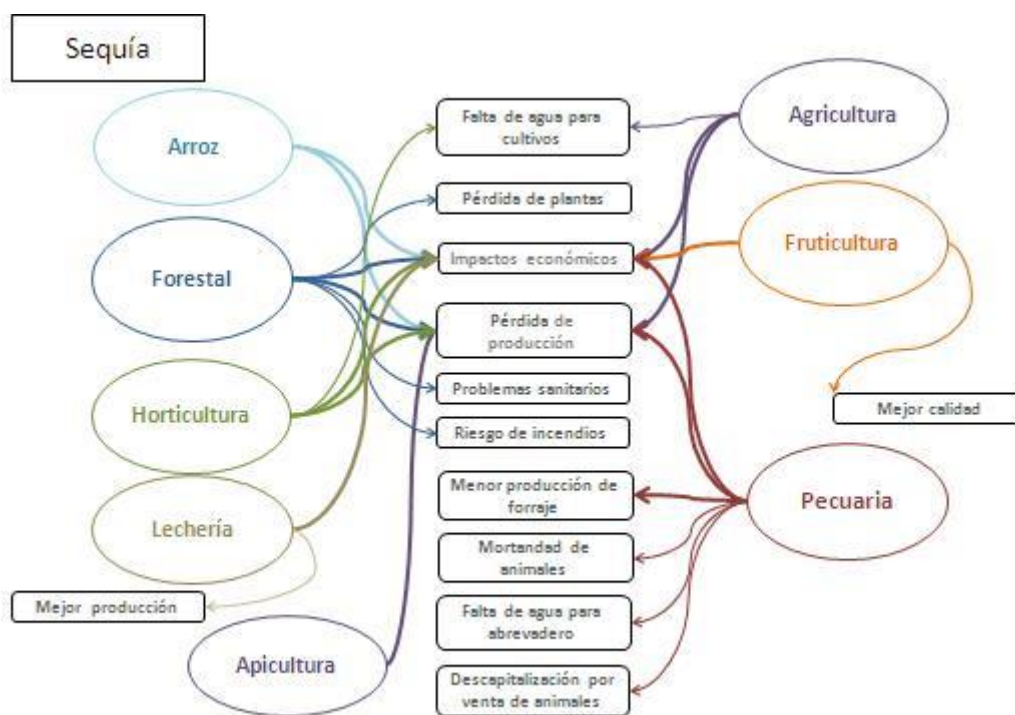 Sequía
Arroz
Forestal
Horticultura
Lechería
Mejor producción
Apicultura
Falta de agua para
cultivos
Pérdida de plantas
Impactos económicos
Pérdida de
producción
Problemas sanitarios
Riesgo de incendios
Menor producción de
forraje
Mortandad de
animales
Falta de agua para
abrevadero
Descapitalización por
venta de animales
Agricultura
Fruticultura
Mejor calidad
Pecuaria